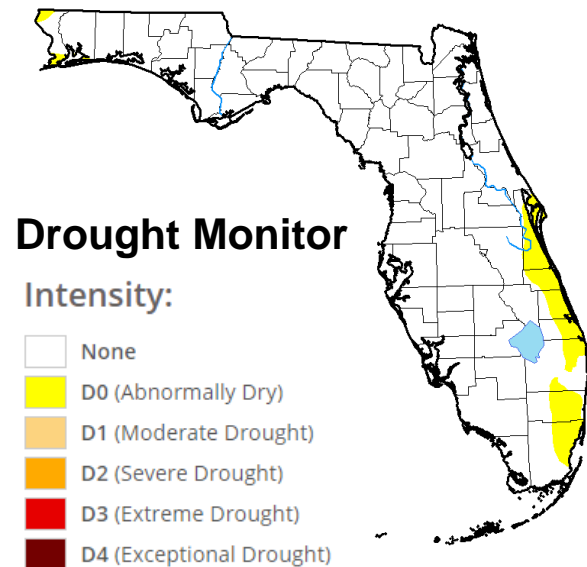 Drought Monitor
Intensity:
None
D0 (Abnormally Dry)
D1 (Moderate Drought)
D2 (Severe Drought)
D3 (Extreme Drought)
D4 (Exceptional Drought)